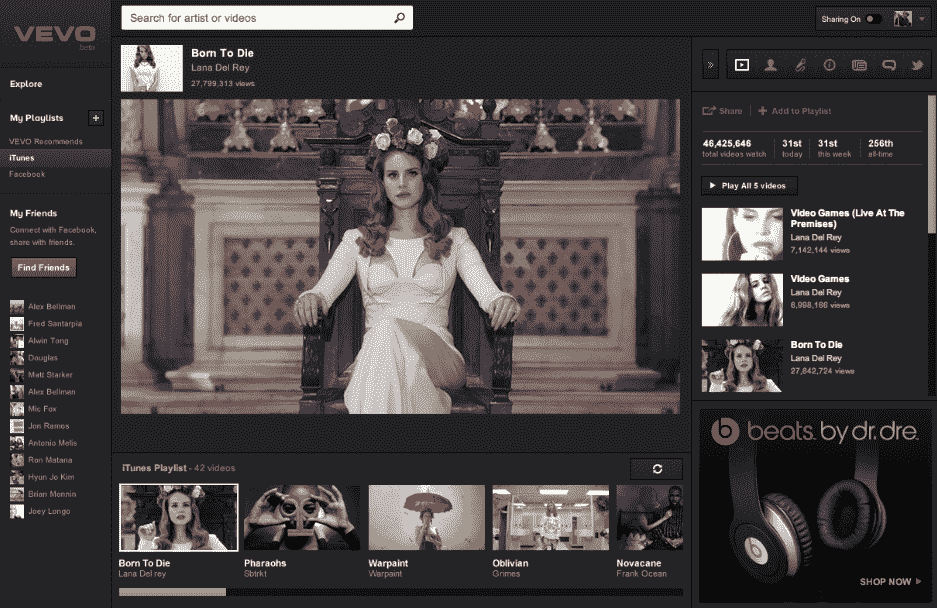 VEVO
beta
Explore
My Playlists
+
VEVO Recommends
iTunes
Facebook
My Friends
Connect with Facebook,
share with friends.
Find Friends
Alex Bellman
Fred Santarpia
Alwin Tong
Douglas
Matt Starker
Alex Bellman
Mic Fox
Jon Ramos
Antonio Melis
Ron Matana
Hyun Jo Kim
Brian Monnin
Joey Longo
Search for artist or videos
Born To Die
Lana Del Rey
27,799,313 views
iTunes Playlist - 42 videos
Born To Die
Lana Del rey
Pharaohs
Sbtrkt
Warpaint
Warpaint
Oblivian
Grimes
Novacane
Frank Ocean
Sharing On
Share
Add to Playlist
46,425,646
total videos watch
31st
today
31st
this week
256th
all-time
Play All 5 videos
Video Games (Live At The
Premises)
Lana Del Rey
7,142,144 views
Video Games
Lana Del Rey
6,998,166 views
Born To Die
Lana Del Rey
27,642,724 views
b beats. by dr. dre.
SHOP NOW